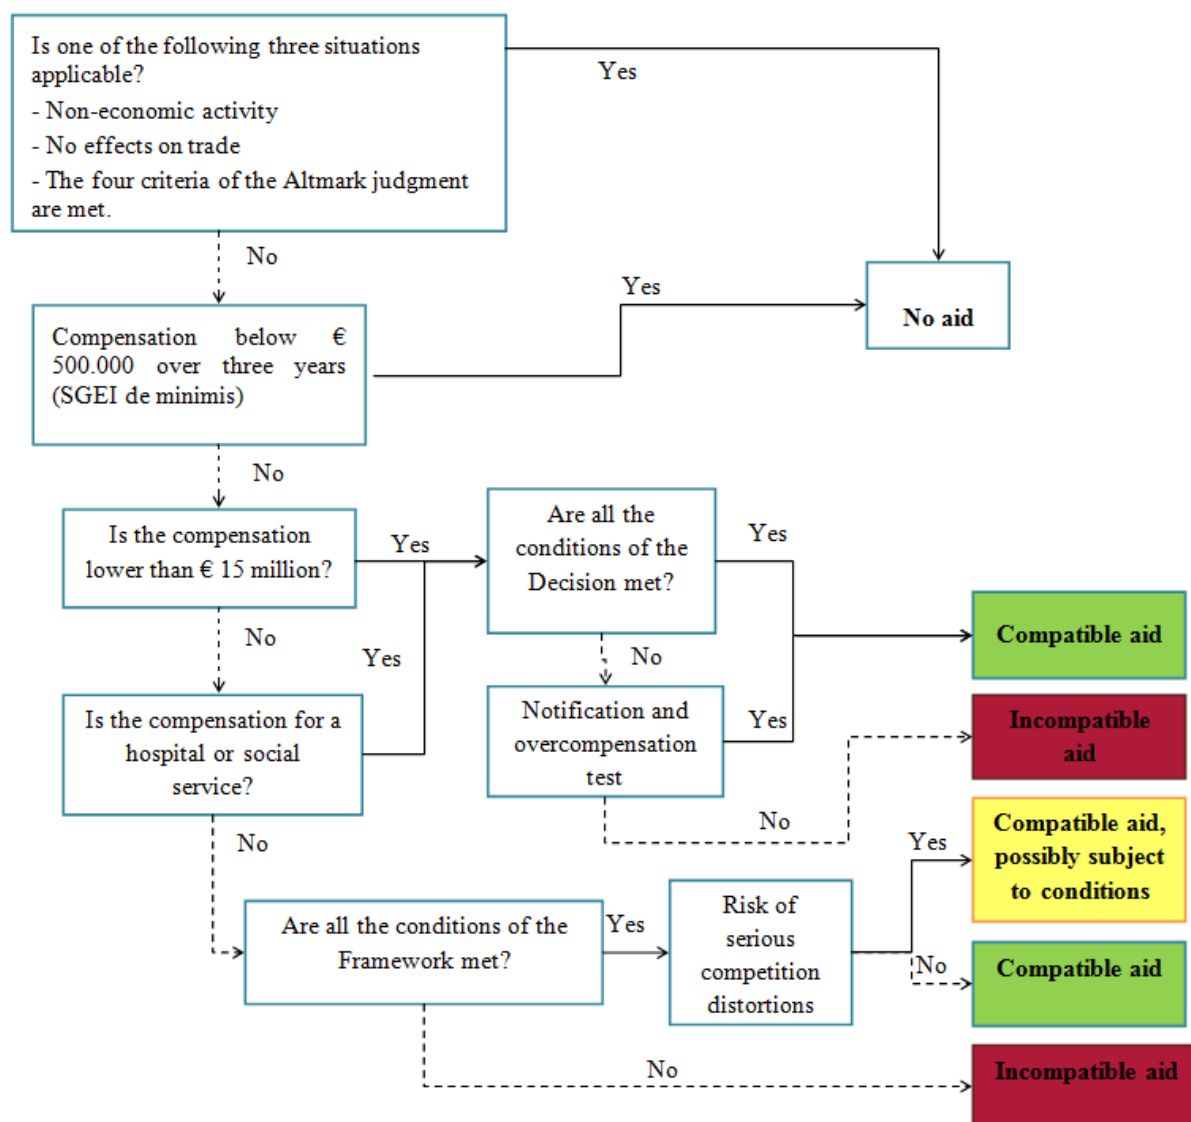 Is one of the following three situations
applicable?
- Non-economic activity
- No effects on trade
- The four criteria of the Altmark judgment
are met.
Yes
No
Yes
No aid
Compensation below €
500.000 over three years
(SGEI de minimis)
No
Is the compensation
lower than € 15 million?
Yes
Are all the
conditions of the
Decision met?
Yes
Compatible aid
No
Yes
No
Is the compensation for a
hospital or social
service?
Notification and
overcompensation
test
Yes
Incompatible
aid
No
No
Compatible aid,
possibly subject
to conditions
Yes
Are all the conditions of the
Framework met?
Yes
Risk of
serious
competition
distortions
No
Compatible aid
No
Incompatible aid